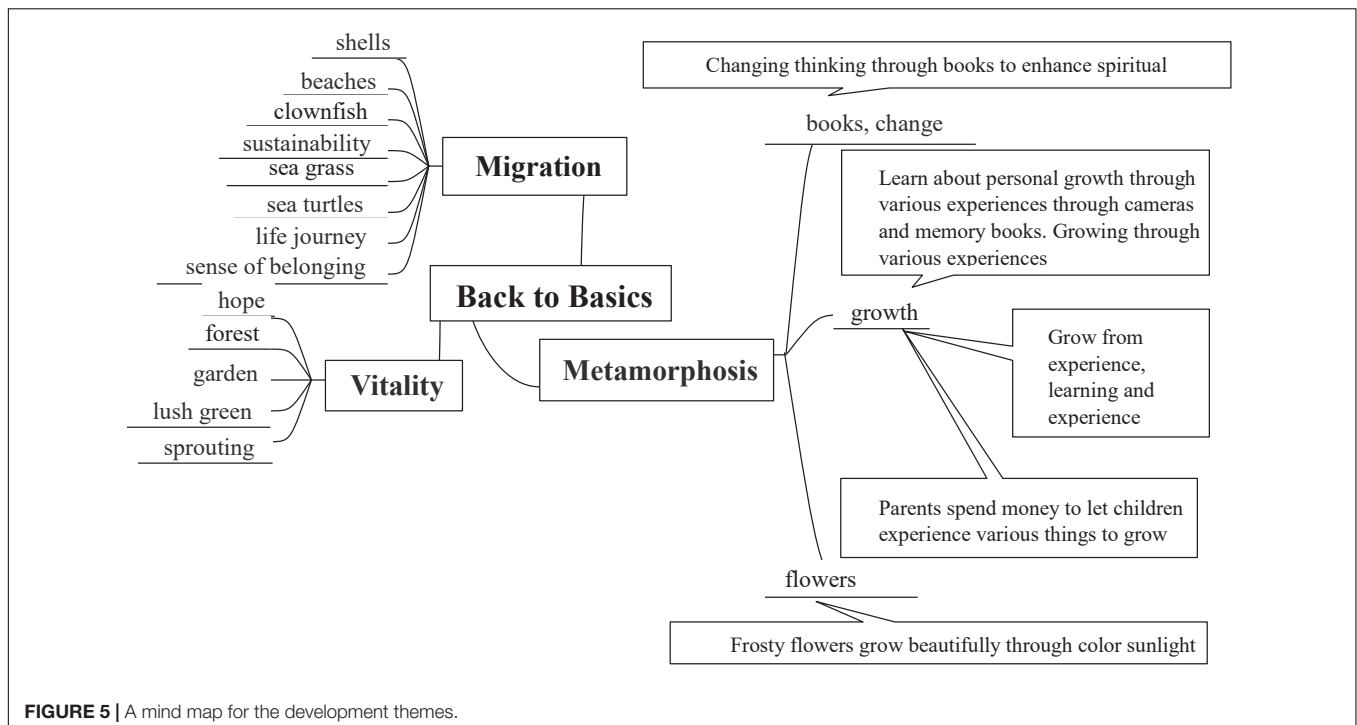 shells
beaches
clownfish
sustainability
sea grass
sea turtles
life journey
sense of belonging
Migration
Back to Basics
hope
forest
garden
lush green
sprouting
Vitality
Metamorphosis
Changing thinking through books to enhance spiritual
books, change
Learn about personal growth through
various experiences through cameras
and memory books. Growing through
various experiences
growth
Grow from
experience,
learning and
experience
Parents spend money to let children
experience various things to grow
flowers
Frosty flowers grow beautifully through color sunlight
FIGURE 5 | A mind map for the development themes.